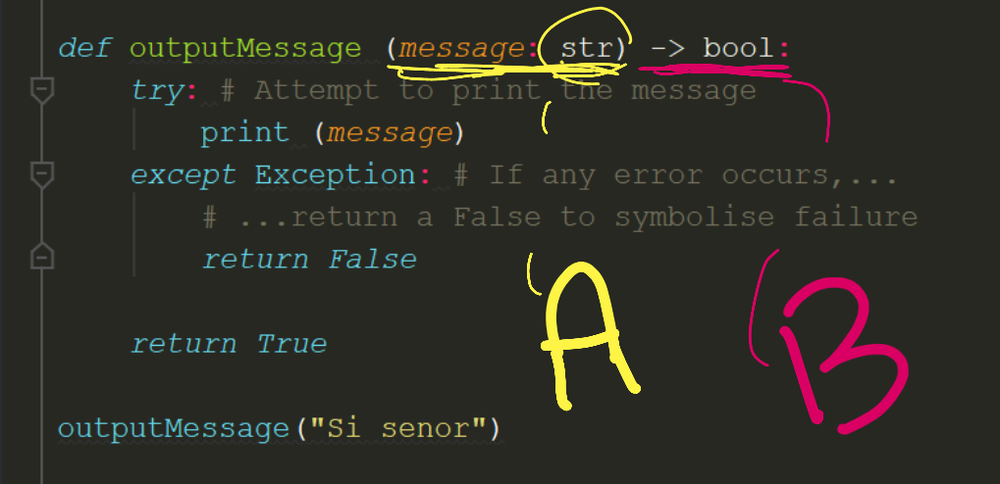 def outputMessage (message: str) -> bool:
try: # Attempt to print the message
print (message)
except Exception: # If any error occurs,...
# ...return a False to symbolise failure
return False
A B
return True
outputMessage("Si senor")